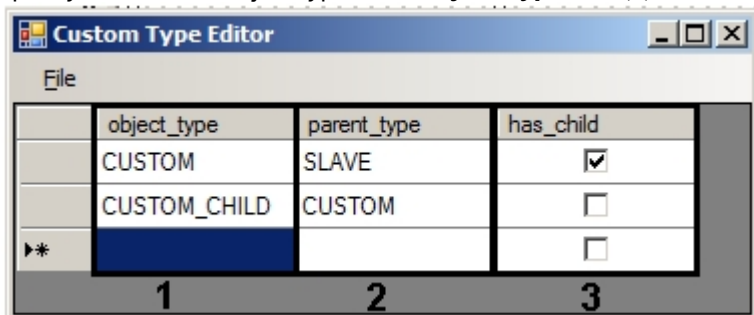 Custom Type Editor
File
object_type parent_type has_child
CUSTOM SLAVE
CUSTOM_CHILD CUSTOM
1 2 3